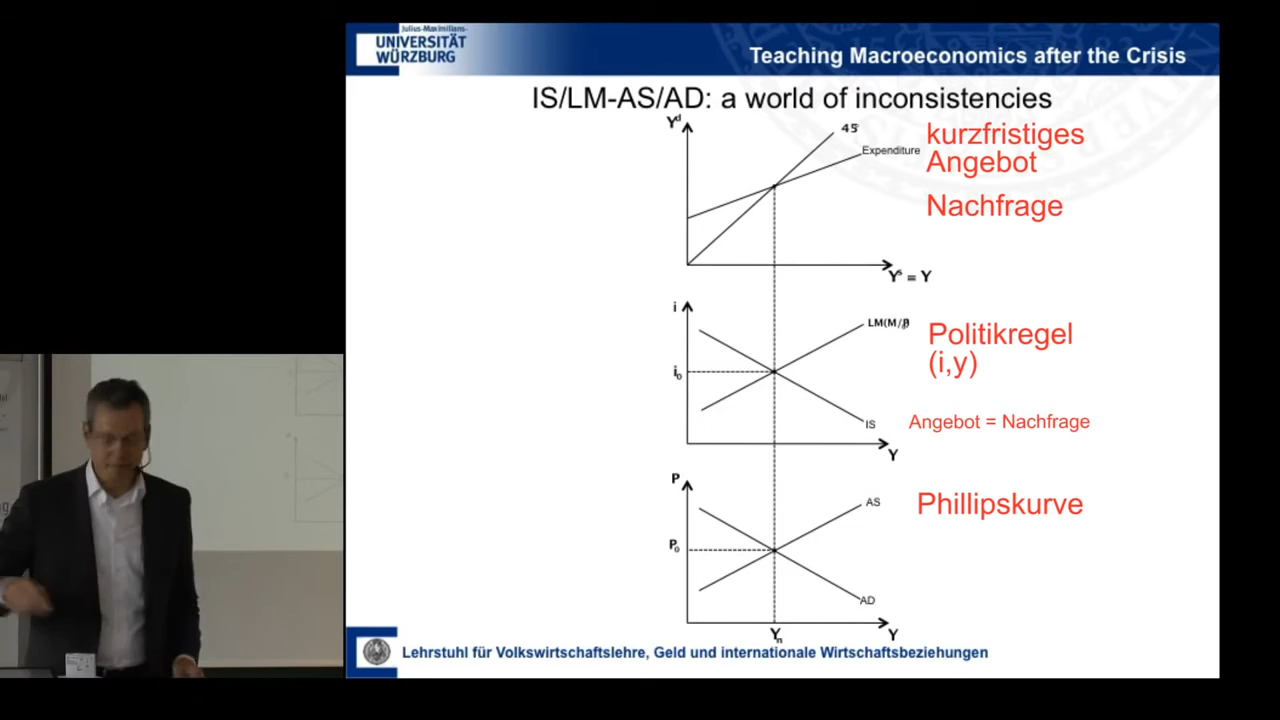 Julius-Maximilians-
UNIVERSITÄT
WÜRZBURG
Teaching Macroeconomics after the Crisis
IS/LM-AS/AD: a world of inconsistencies
Yᵈ
45°
Expenditure
kurzfristiges
Angebot
Nachfrage
Yˢ = Y
i
LM(M/P)
Politikregel
(i,y)
i₀
IS
Angebot = Nachfrage
Y
P
AS
Phillipskurve
P₀
AD
Yₙ
Y
Lehrstuhl für Volkswirtschaftslehre, Geld und internationale Wirtschaftsbeziehungen